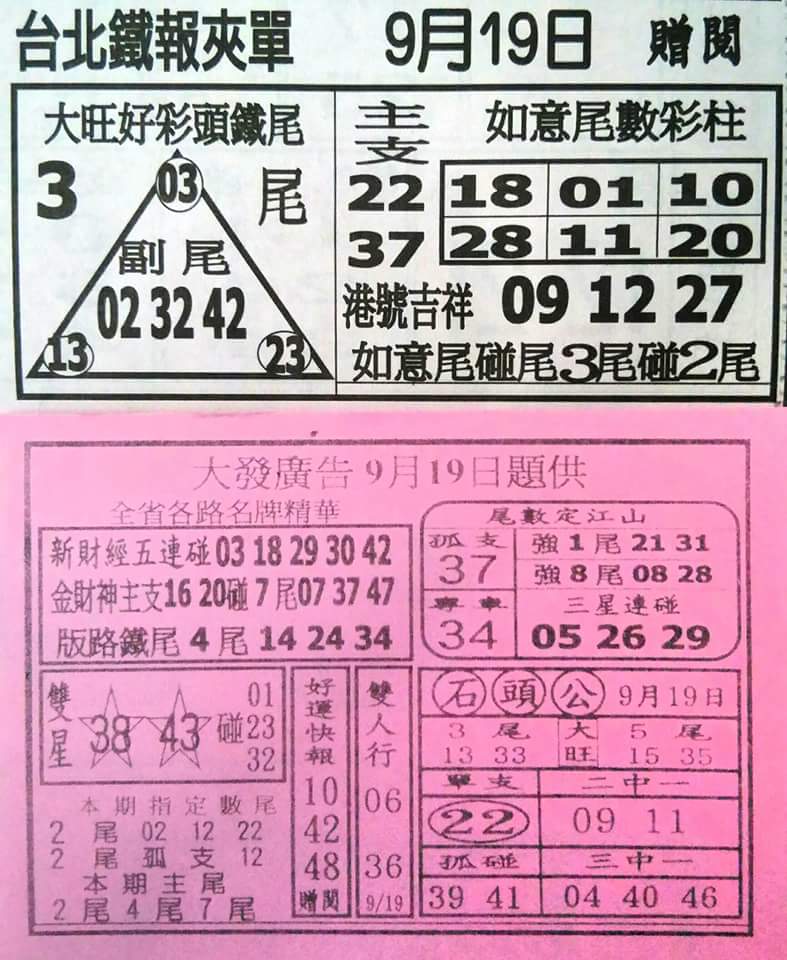 台北鐵報夾單 9月19日 贈閱
大旺好彩頭鐵尾
3 03 尾
副尾
02 32 42
13 23
主支 如意尾數彩柱
22 18 01 10
37 28 11 20
港號吉祥 09 12 27
如意尾碰尾3尾碰2尾
大發廣告9月19日題供
全省各路名牌精華
新財經五連碰 03 18 29 30 42
金財神主支16 20碰7尾07 37 47
版路鐵尾 4 尾 14 24 34
尾數定江山
孤支 強1尾 21 31
37 強8尾 08 28
專車 三星連碰
34 05 26 29
雙星 38 43 碰 01 23 32
本期指定數尾
2 尾 02 12 22
2 尾 孤 支 12
本期主尾
2尾4尾7尾
好運快報
10
42
48
贈閱
雙人行
06
36
9/19
石頭公 9月19日
3 尾 大旺 5 尾
13 33 15 35
單支 二中一
22 09 11
孤碰 三中一
39 41 04 40 46